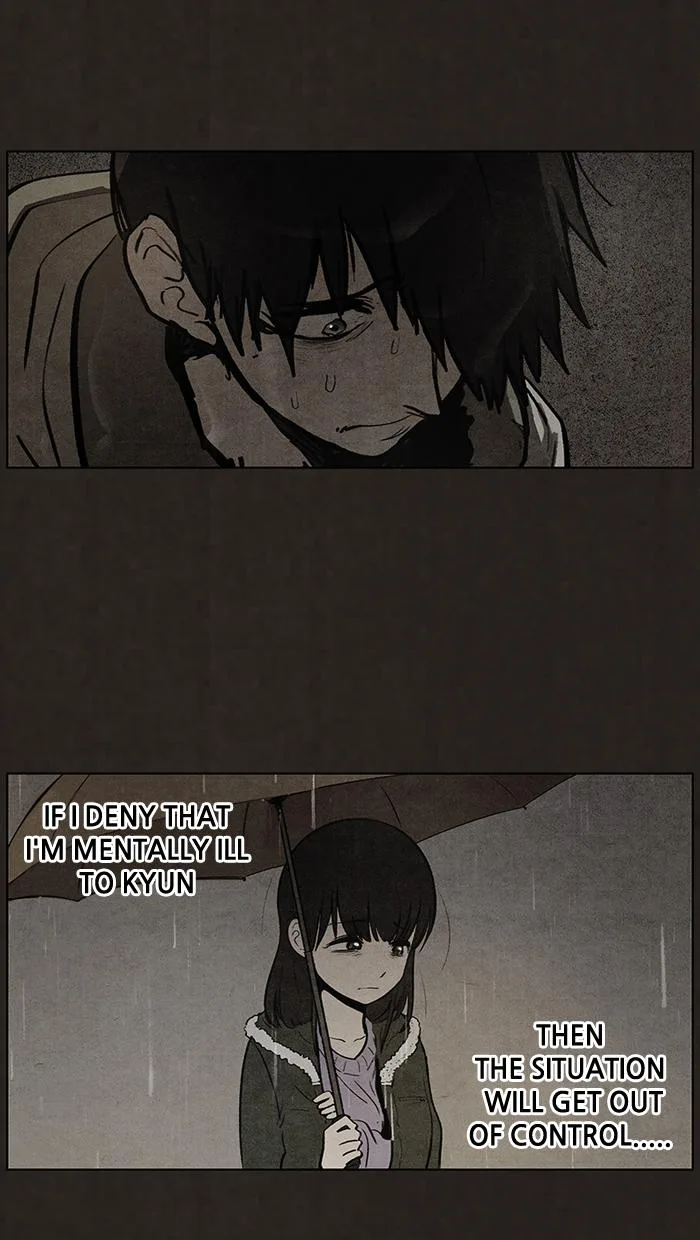 IF I DENY THAT
I'M MENTALLY ILL
TO KYUN
THEN
THE SITUATION
WILL GET OUT
OF CONTROL.....